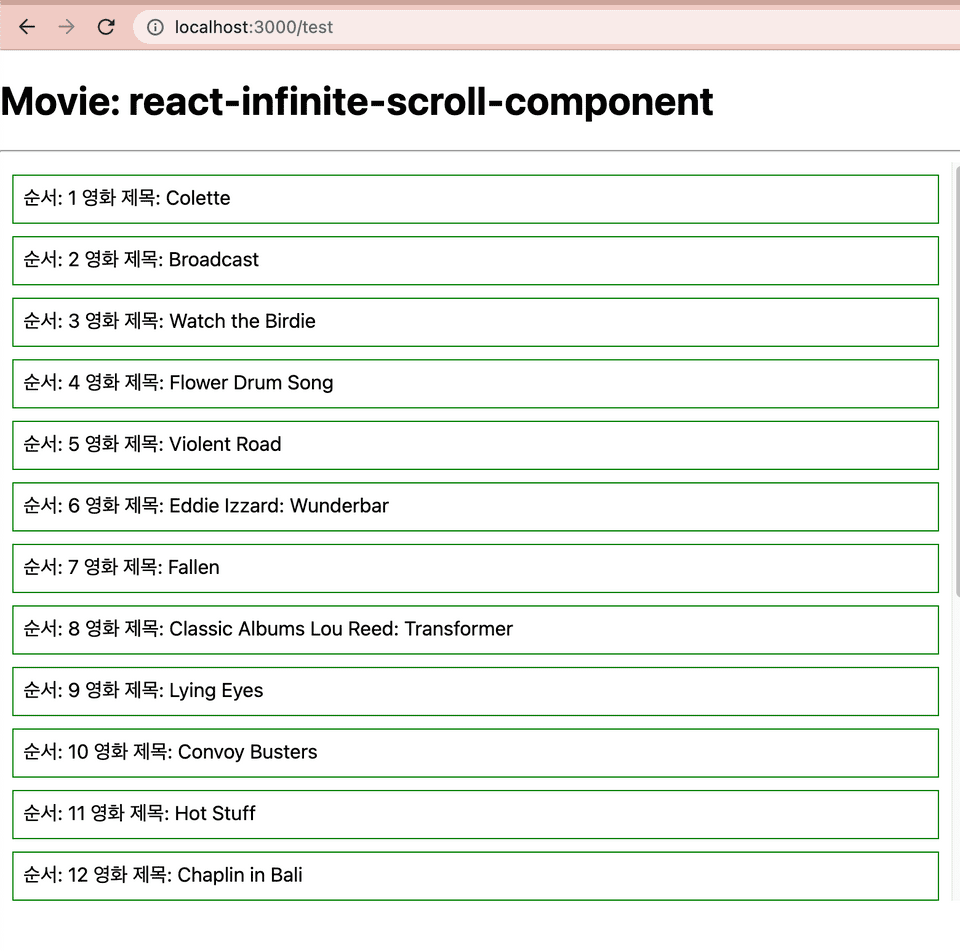 localhost:3000/test
Movie: react-infinite-scroll-component
순서: 1 영화 제목: Colette
순서: 2 영화 제목: Broadcast
순서: 3 영화 제목: Watch the Birdie
순서: 4 영화 제목: Flower Drum Song
순서: 5 영화 제목: Violent Road
순서: 6 영화 제목: Eddie Izzard: Wunderbar
순서: 7 영화 제목: Fallen
순서: 8 영화 제목: Classic Albums Lou Reed: Transformer
순서: 9 영화 제목: Lying Eyes
순서: 10 영화 제목: Convoy Busters
순서: 11 영화 제목: Hot Stuff
순서: 12 영화 제목: Chaplin in Bali